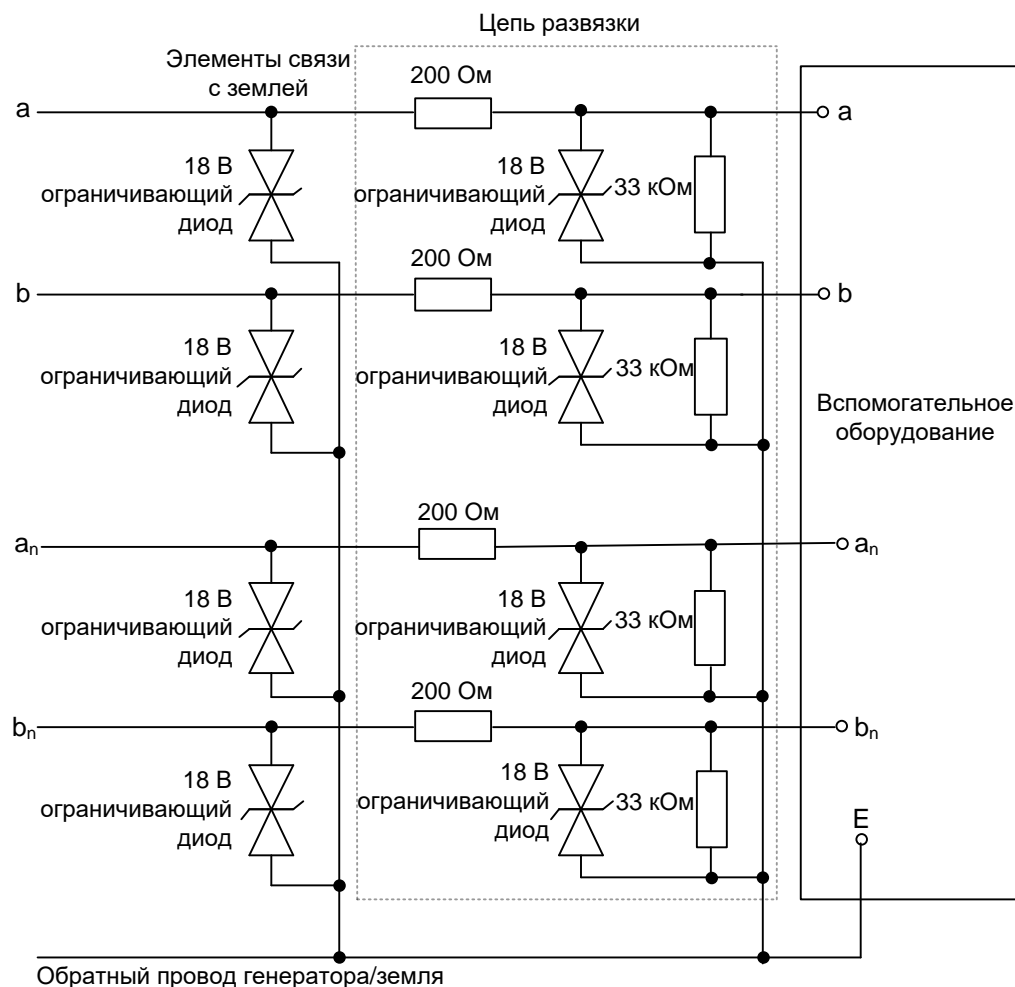 Цепь развязки
Элементы связи
с землей
200 Ом
a
a
18 В
ограничивающий
диод
18 В
ограничивающий
диод
33 кОм
200 Ом
b
b
18 В
ограничивающий
диод
18 В
ограничивающий
диод
33 кОм
Вспомогательное
оборудование
200 Ом
an
an
18 В
ограничивающий
диод
18 В
ограничивающий
диод
33 кОм
200 Ом
bn
bn
18 В
ограничивающий
диод
18 В
ограничивающий
диод
33 кОм
E
Обратный провод генератора/земля